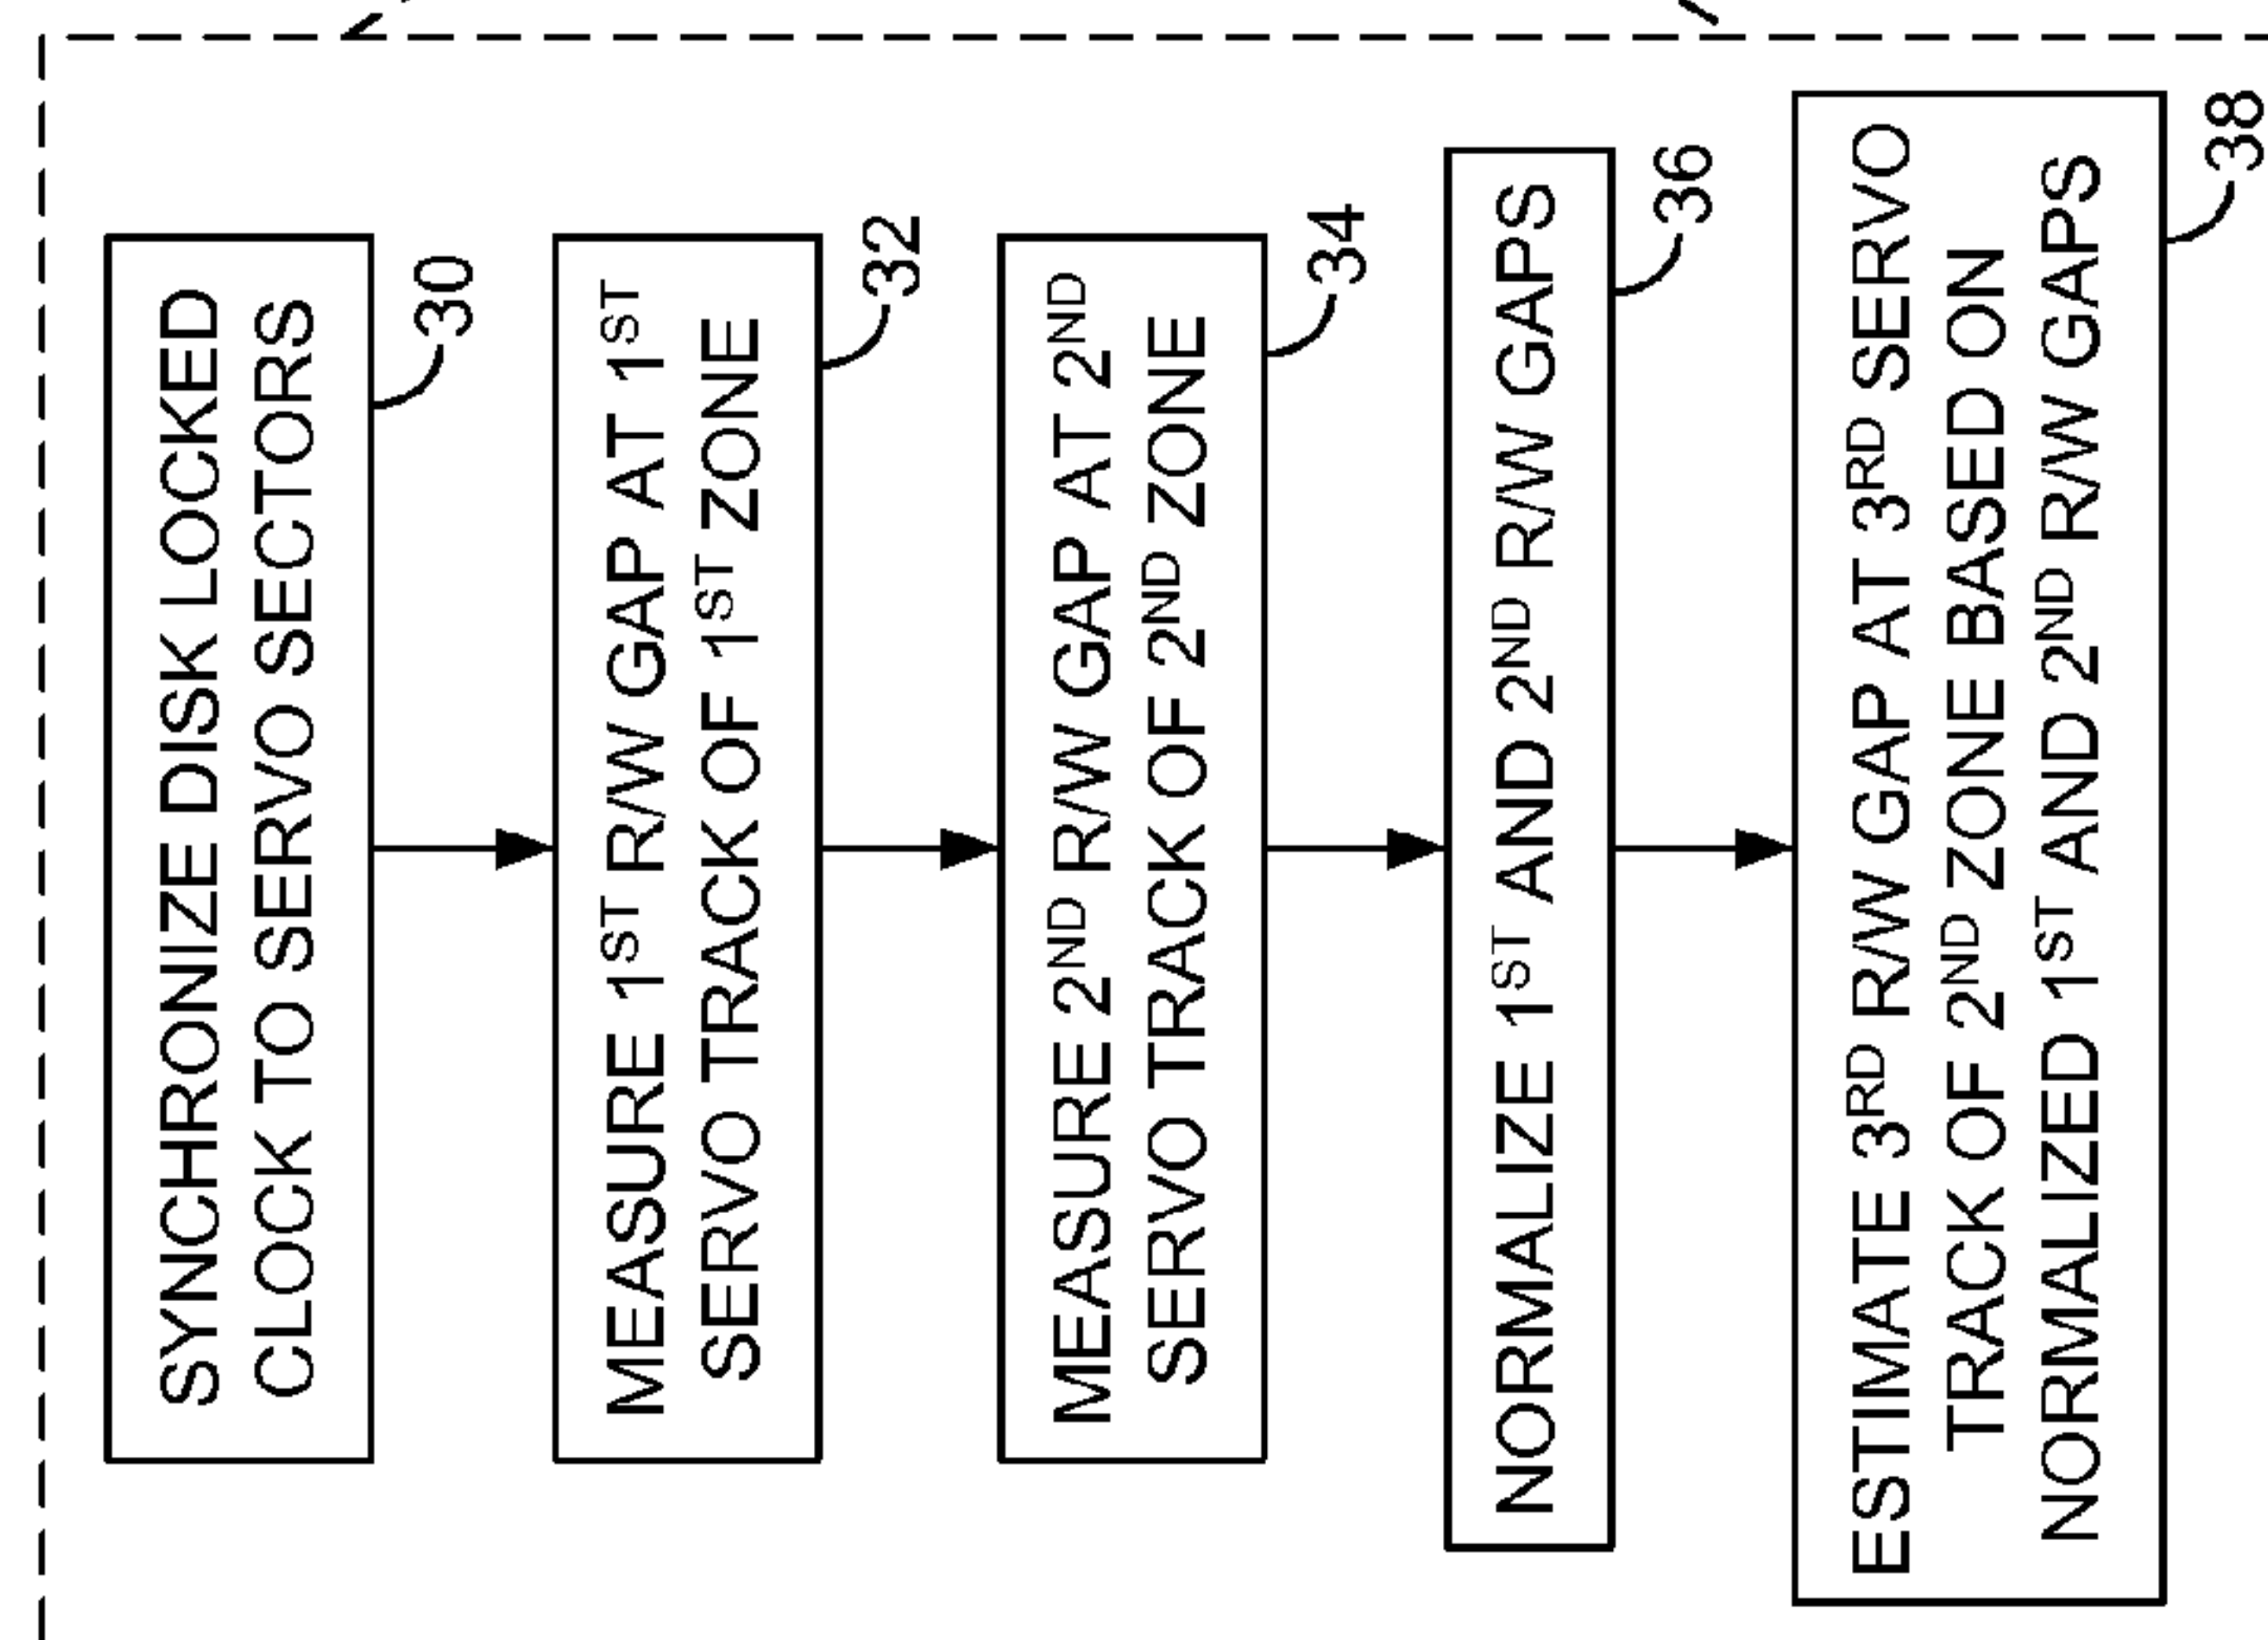 SYNCHRONIZE DISK LOCKED
CLOCK TO SERVO SECTORS
30
MEASURE 1ST R/W GAP AT 1ST
SERVO TRACK OF 1ST ZONE
32
MEASURE 2ND R/W GAP AT 2ND
SERVO TRACK OF 2ND ZONE
34
NORMALIZE 1ST AND 2ND R/W GAPS
36
ESTIMATE 3RD R/W GAP AT 3RD SERVO
TRACK OF 2ND ZONE BASED ON
NORMALIZED 1ST AND 2ND R/W GAPS
38